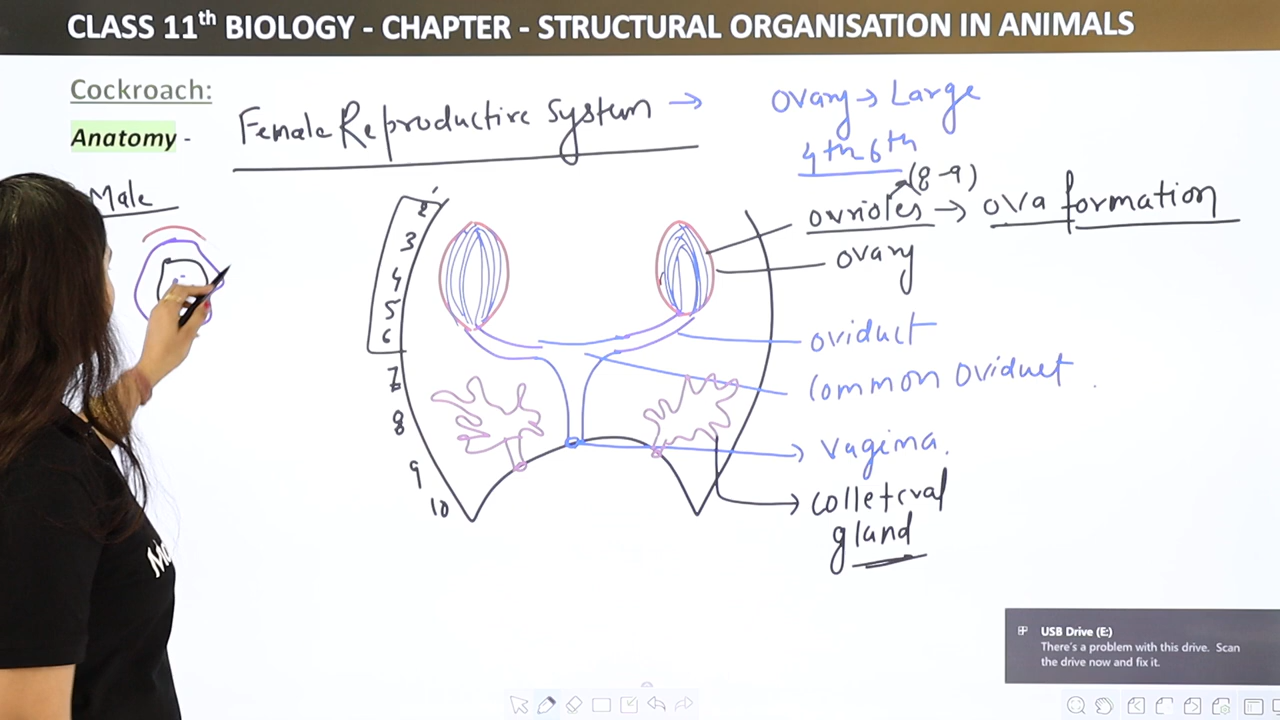 CLASS 11th BIOLOGY - CHAPTER - STRUCTURAL ORGANISATION IN ANIMALS
Cockroach:
Anatomy -
Female Reproductive System →
Ovary → Large
4th 6th
Male
(8-9)
ovrioles → ova formation
ovary
oviduct
Common Oviduct
vagina.
colleteral
gland
2
3
4
5
6
7
8
9
10
USB Drive (E:)
There's a problem with this drive. Scan
the drive now and fix it.